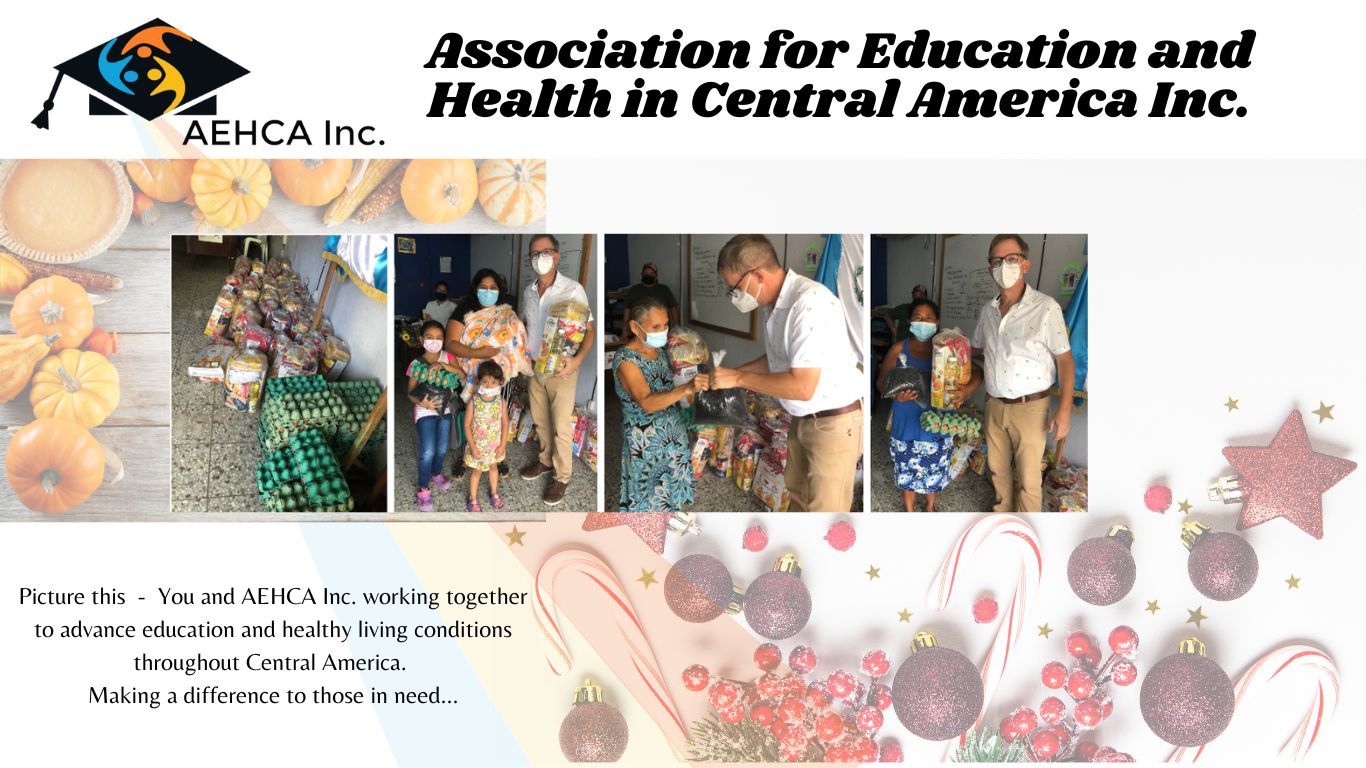 AEHCA Inc.
Association for Education and
Health in Central America Inc.
Picture this - You and AEHCA Inc. working together
to advance education and healthy living conditions
throughout Central America.
Making a difference to those in need...